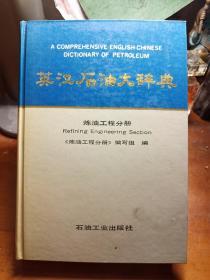 A COMPREHENSIVE ENGLISH-CHINESE
DICTIONARY OF PETROLEUM
英汉石油大辞典
炼油工程分册
Refining Engineering Section
《炼油工程分册》编写组 编
石油工业出版社